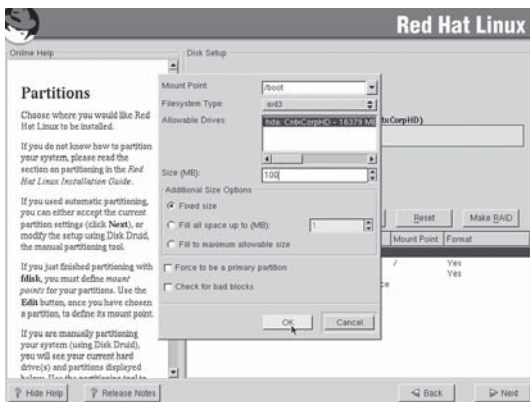 Red Hat Linux
Online Help
Disk Setup
Partitions
Choose where you would like Red
Hat Linux to be installed.
If you do not know how to partition
your system, please read the
section on partitioning in the Red
Hat Linux Installation Guide.
If you used automatic partitioning,
you can either accept the current
partition settings (click Next), or
modify the setup using Disk Druid,
the manual partitioning tool.
If you just finished partitioning with
fdisk, you must define mount
points for your partitions. Use the
Edit button, once you have chosen
a partition, to define its mount point.
If you are manually partitioning
your system (using Disk Druid),
you will see your current hard
drive(s) and partitions displayed
below. Use the partitioning tool to
Mount Point:
/boot
Filesystem Type:
ext3
Allowable Drives:
hda: CntxCorpHD - 16379 MB
Size (MB):
100
Additional Size Options
Fixed size
Fill all space up to (MB):
1
Fill to maximum allowable size
Force to be a primary partition
Check for bad blocks
OK
Cancel
txCorpHD)
Reset
Make RAID
Mount Point
Format
/
Yes
Yes
Hide Help
Release Notes
Back
Next